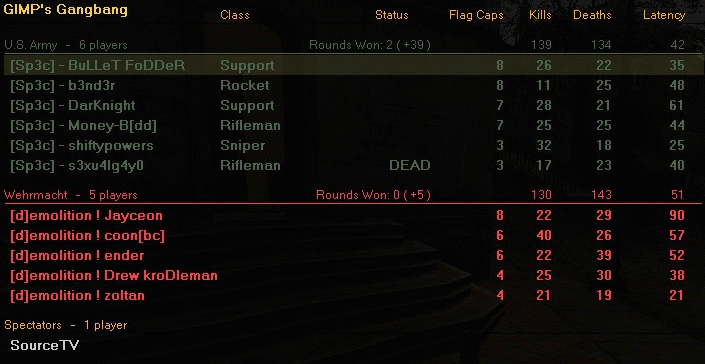 GIMP's Gangbang Class Status Flag Caps Kills Deaths Latency
U.S. Army - 6 players Rounds Won: 2 ( +39 ) 139 134 42
[Sp3c] - BuLLeT FoDDeR Support 8 26 22 35
[Sp3c] - b3nd3r Rocket 8 11 25 48
[Sp3c] - DarKnight Support 7 28 21 61
[Sp3c] - Money-B[dd] Rifleman 7 25 25 44
[Sp3c] - shiftypowers Sniper 3 32 18 25
[Sp3c] - s3xu4lg4y0 Rifleman DEAD 3 17 23 40
Wehrmacht - 5 players Rounds Won: 0 ( +5 ) 130 143 51
[d]emolition ! Jayceon 8 22 29 90
[d]emolition ! coon[bc] 6 40 26 57
[d]emolition ! ender 6 22 39 52
[d]emolition ! Drew kroDleman 4 25 30 38
[d]emolition ! zoltan 4 21 19 21
Spectators - 1 player
SourceTV